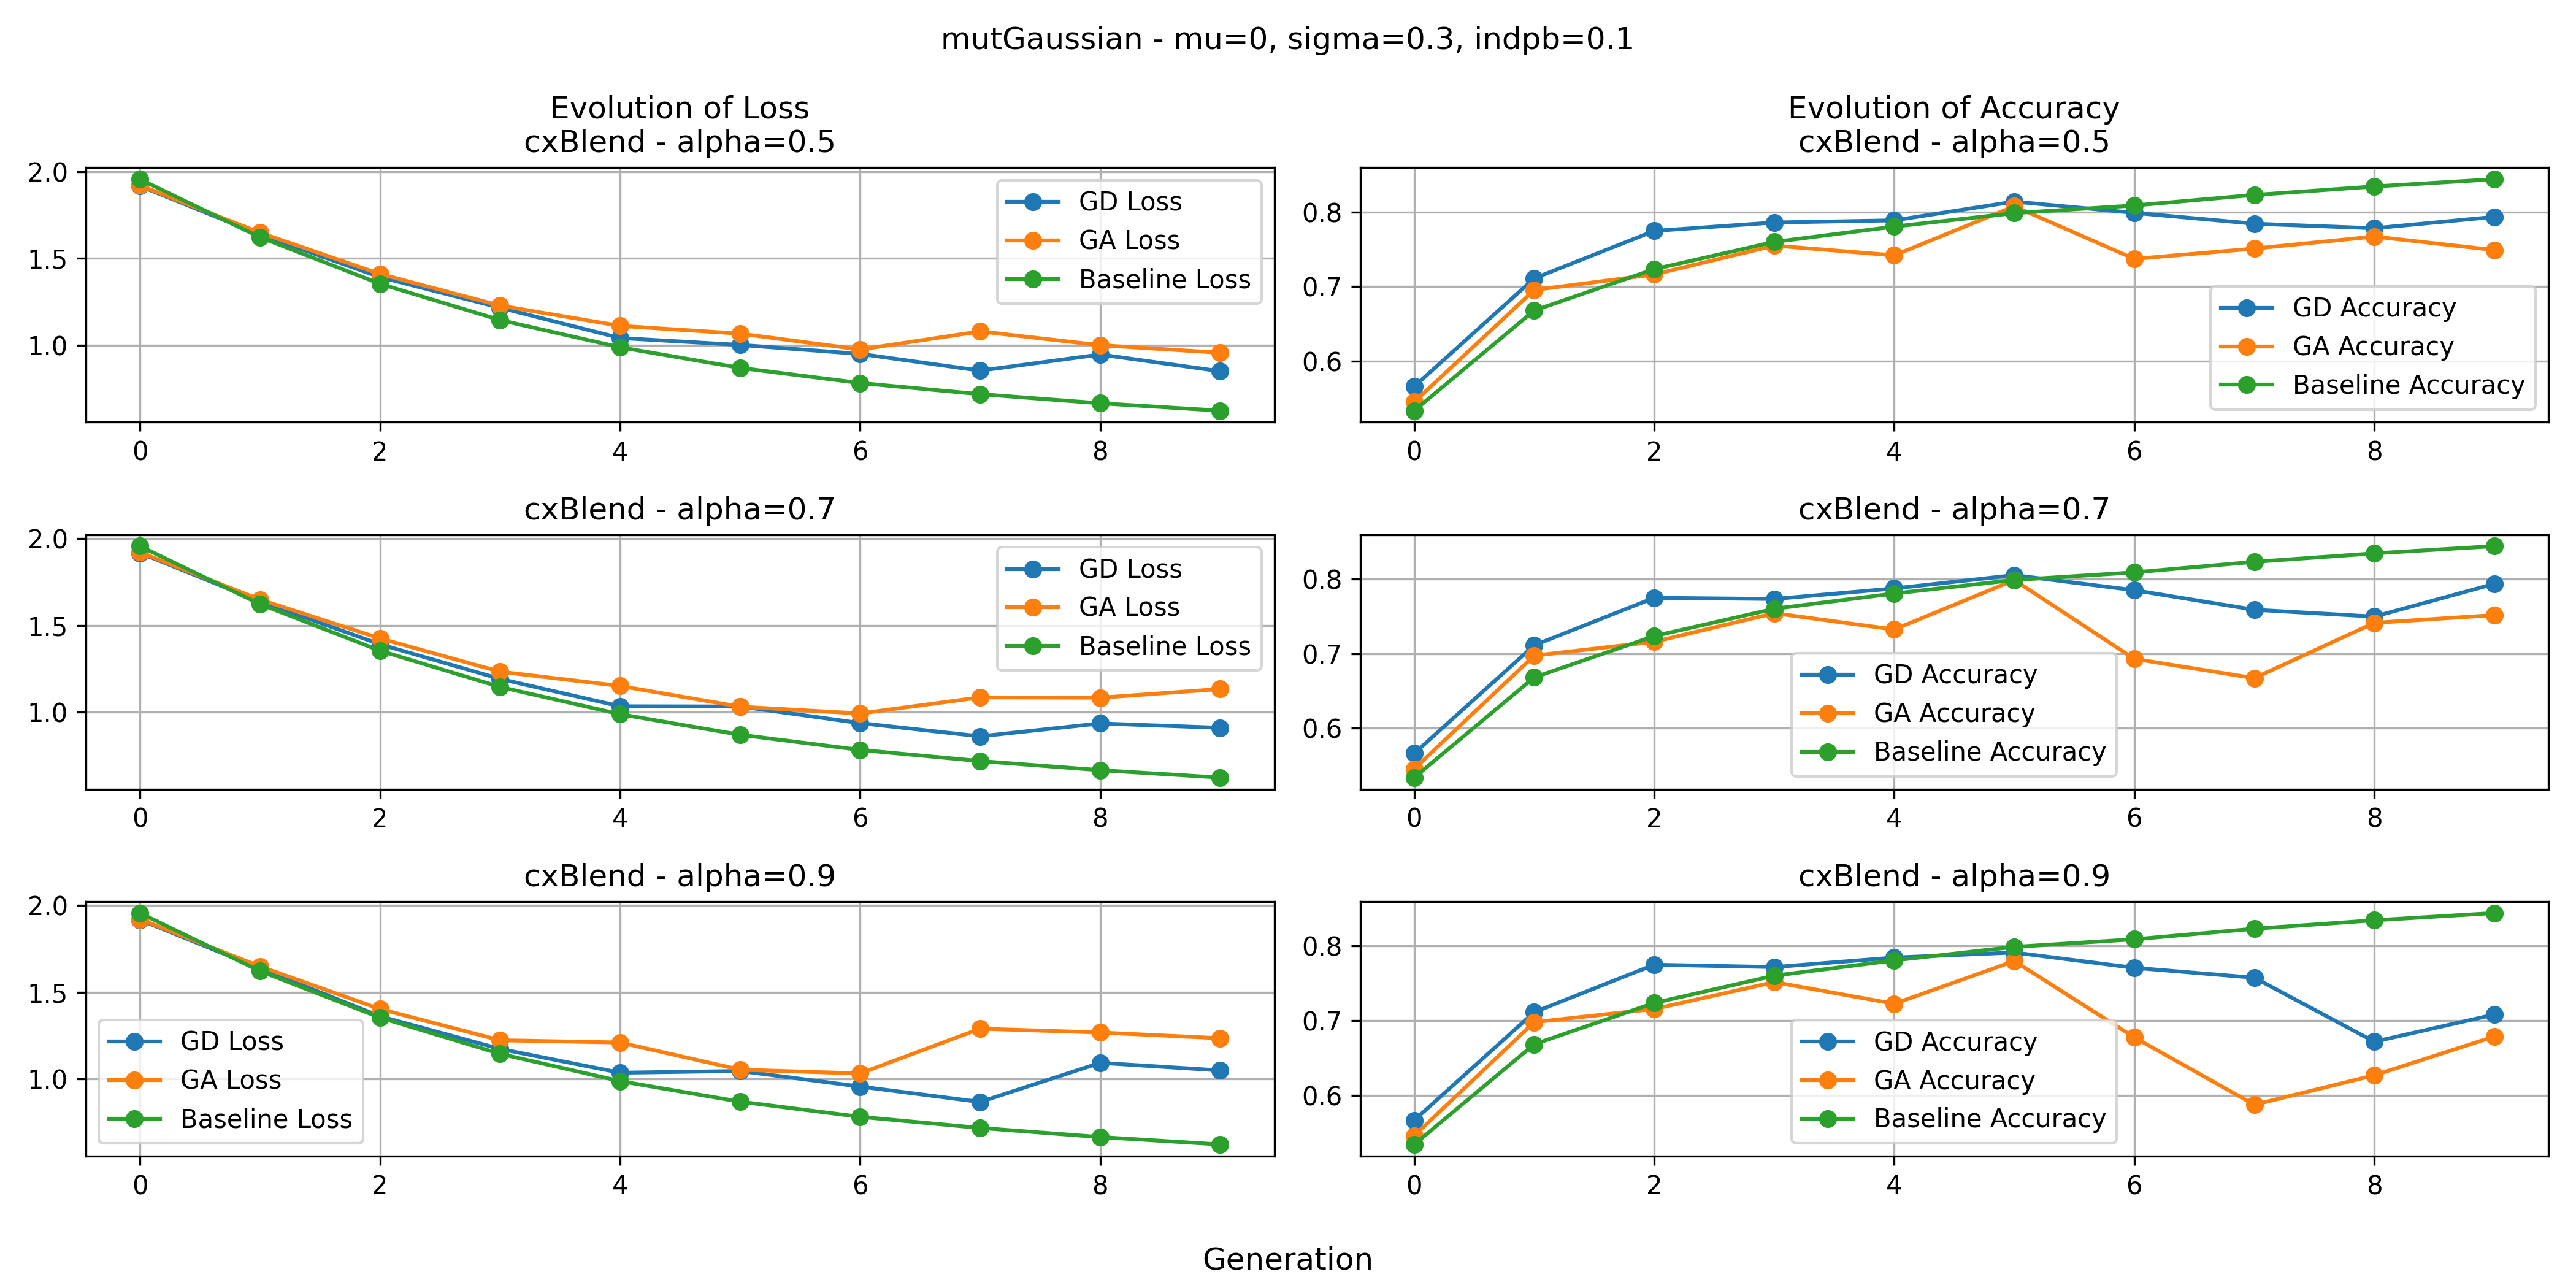 mutGaussian - mu=0, sigma=0.3, indpb=0.1
Evolution of Loss
cxBlend - alpha=0.5
2.0
1.5
1.0
0
2
4
6
8
GD Loss
GA Loss
Baseline Loss
Evolution of Accuracy
cxBlend - alpha=0.5
0.8
0.7
0.6
0
2
4
6
8
GD Accuracy
GA Accuracy
Baseline Accuracy
cxBlend - alpha=0.7
2.0
1.5
1.0
0
2
4
6
8
GD Loss
GA Loss
Baseline Loss
cxBlend - alpha=0.7
0.8
0.7
0.6
0
2
4
6
8
GD Accuracy
GA Accuracy
Baseline Accuracy
cxBlend - alpha=0.9
2.0
1.5
1.0
0
2
4
6
8
GD Loss
GA Loss
Baseline Loss
cxBlend - alpha=0.9
0.8
0.7
0.6
0
2
4
6
8
GD Accuracy
GA Accuracy
Baseline Accuracy
Generation